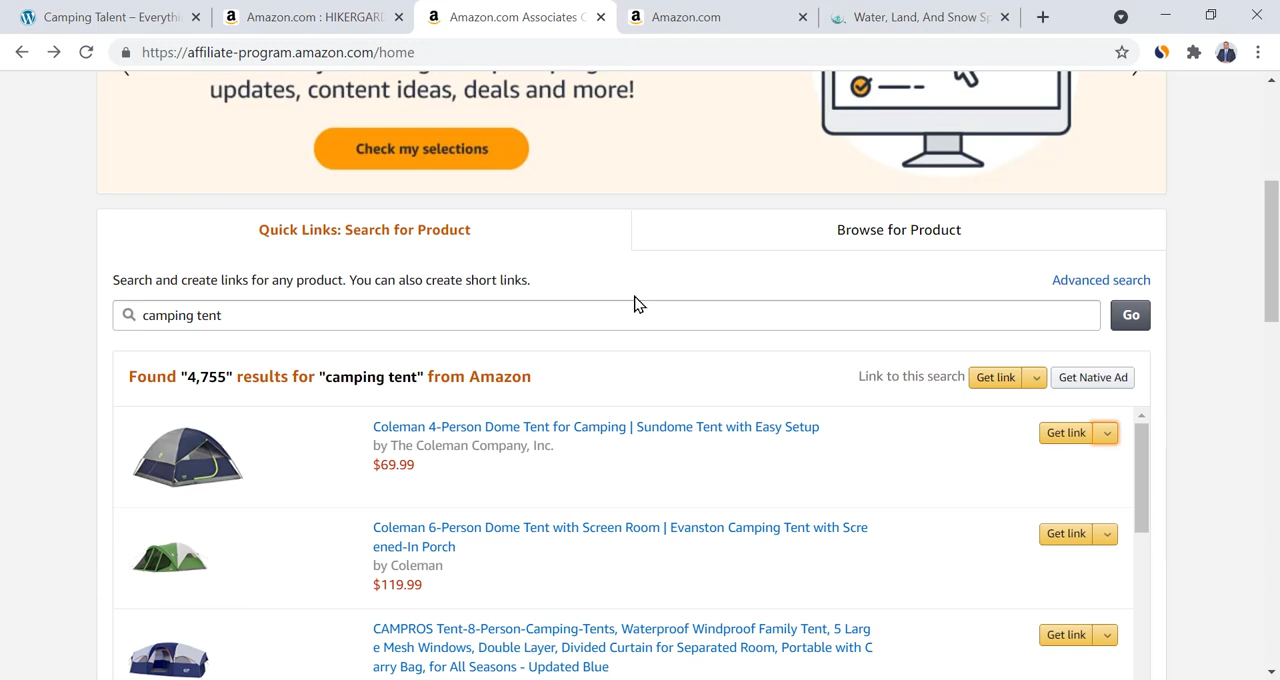 Camping Talent – Everythi
Amazon.com : HIKERGARD
Amazon.com Associates C
Amazon.com
Water, Land, And Snow Sp
https://affiliate-program.amazon.com/home
updates, content ideas, deals and more!
Check my selections
Quick Links: Search for Product
Browse for Product
Search and create links for any product. You can also create short links.
Advanced search
camping tent
Go
Found "4,755" results for "camping tent" from Amazon
Link to this search
Get link
Get Native Ad
Coleman 4-Person Dome Tent for Camping | Sundome Tent with Easy Setup
by The Coleman Company, Inc.
$69.99
Get link
Coleman 6-Person Dome Tent with Screen Room | Evanston Camping Tent with Scre
ened-In Porch
by Coleman
$119.99
Get link
CAMPROS Tent-8-Person-Camping-Tents, Waterproof Windproof Family Tent, 5 Larg
e Mesh Windows, Double Layer, Divided Curtain for Separated Room, Portable with C
arry Bag, for All Seasons - Updated Blue
Get link